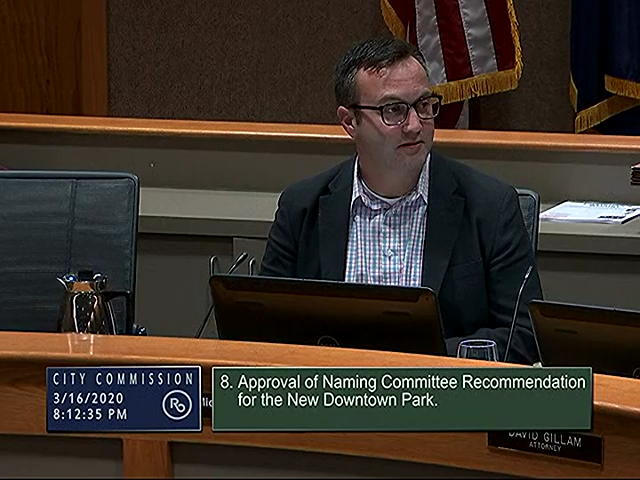 CITY COMMISSION
3/16/2020
8:12:35 PM
RO
8. Approval of Naming Committee Recommendation
for the New Downtown Park.
DAVID GILLAM
ATTORNEY